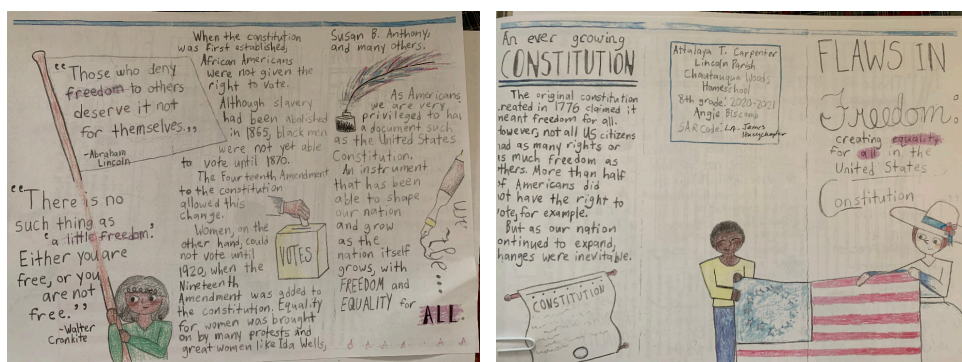 "Those who deny
freedom to others
deserve it not
for themselves."
-Abraham
Lincoln
"There is no
such thing as
'a little freedom.'
Either you are
free, or you
are not
free."
-Walter
Cronkite
When the constitution
was first established,
African Americans
were not given the
right to vote.
Although slavery
had been abolished
in 1865, black men
were not yet able
to vote until 1870.
The Fourteenth Amendment
to the constitution
allowed this
change.
Women, on the
other hand, could
not vote until
1920, when the
Nineteenth
Amendment was added to
the constitution. Equality
for women was brought
on by many protests and
great women like Ida Wells,
VOTES
Susan B. Anthony,
and many others.
As Americans
we are very
privileged to
a document such
as the United States
Constitution.
An instrument
that has been
able to shape
our nation
and grow
as the
nation itself
grows, with
FREEDOM and
EQUALITY for
ALL.
We
the...
An ever growing
CONSTITUTION
The original constitution
created in 1776 claimed it
meant freedom for all.
However, not all US citizens
had as many rights or
as much freedom as
others. More than half
of Americans did
not have the right to
vote, for example.
But as our nation
continued to expand,
changes were inevitable.
CONSTITUTION
Attalaya T. Carpenter
Lincoln Parish
Chautauqua Woods
Homeschool
8th grade: 2020-2021
Angie Biscomb
SAR Code: LA-James
FLAWS IN
Freedom:
creating equality
for all in the
United States
Constitution